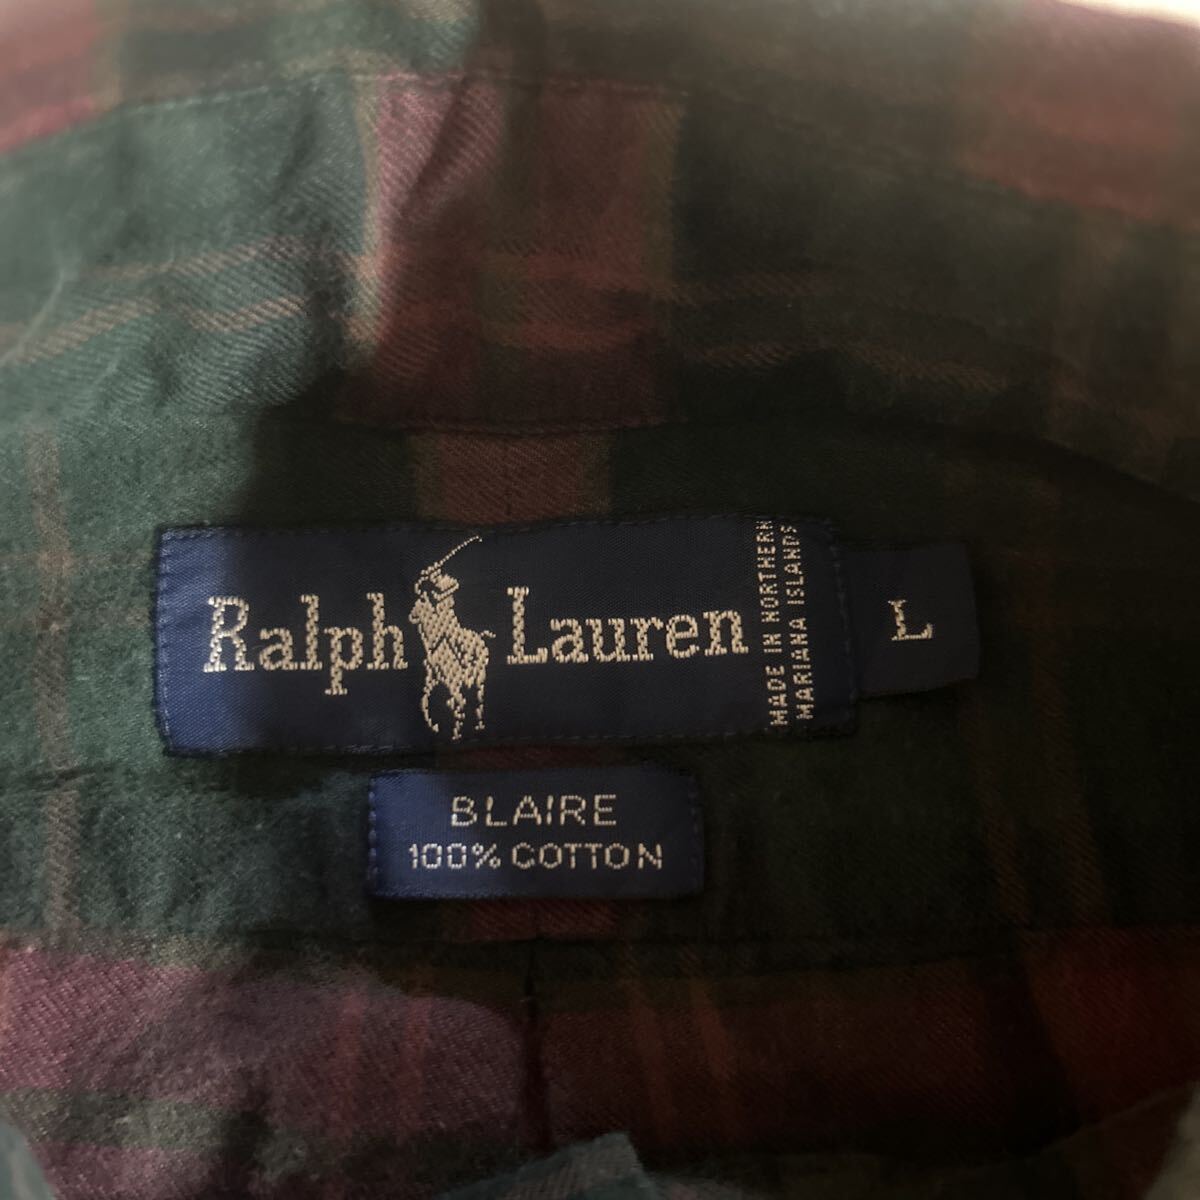 Ralph Lauren
MADE IN NORTHERN
MARIANA ISLANDS
L
BLAIRE
100% COTTON